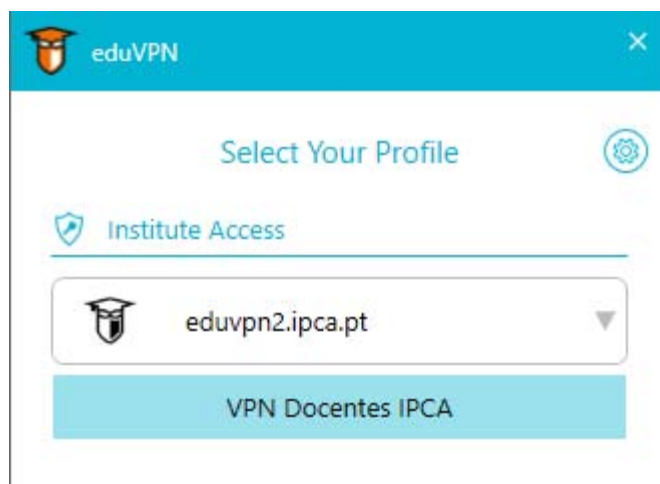 eduVPN
Select Your Profile
Institute Access
eduvpn2.ipca.pt
VPN Docentes IPCA